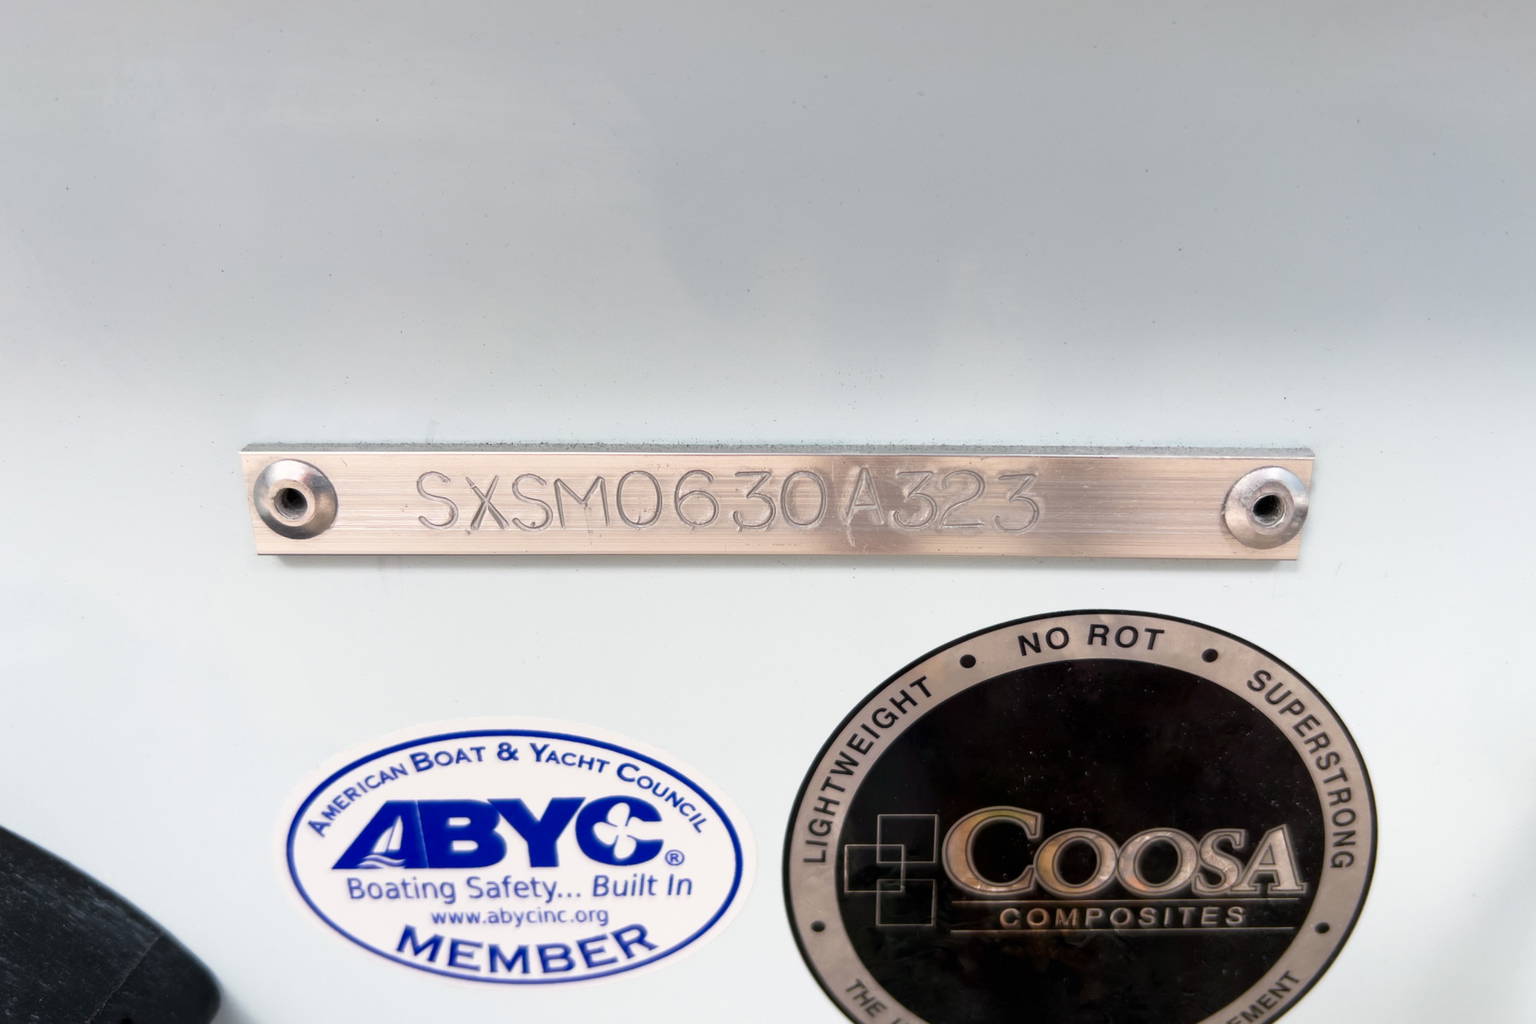 SXSM0630A323
NO ROT
LIGHTWEIGHT
SUPERSTRONG
AMERICAN BOAT & YACHT COUNCIL
ABYC®
Boating Safety... Built In
www.abycinc.org
MEMBER
COOSA
COMPOSITES
THE